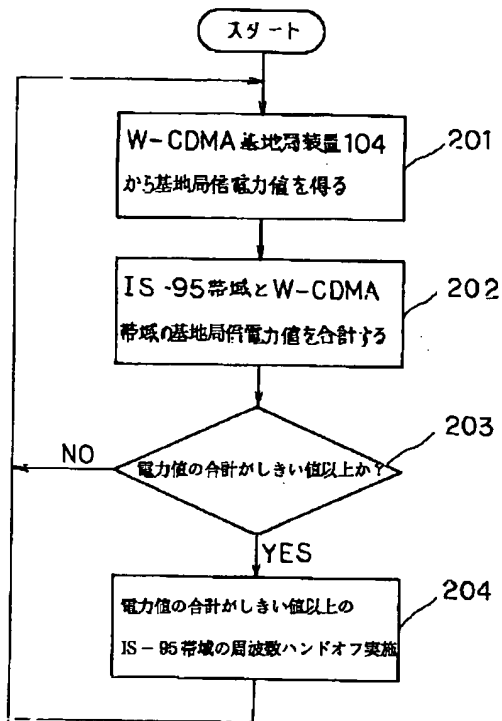 スタート
W-CDMA基地局装置104
201
から基地局信電力値を得る
IS-95帯域とW-CDMA
202
帯域の基地局信電力値を合計する
203
NO
電力値の合計がしきい値以上か?
YES
204
電力値の合計がしきい値以上の
IS-95帯域の周波数ハンドオフ実施